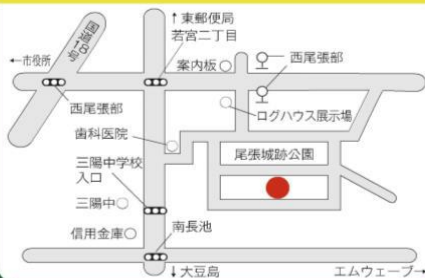 国道18号
↑東郵便局
若宮二丁目
←市役所
案内板
西尾張部
西尾張部
ログハウス展示場
歯科医院
尾張城跡公園
三陽中学校
入口
三陽中
信用金庫
南長池
↓大豆島
エムウェーブ→